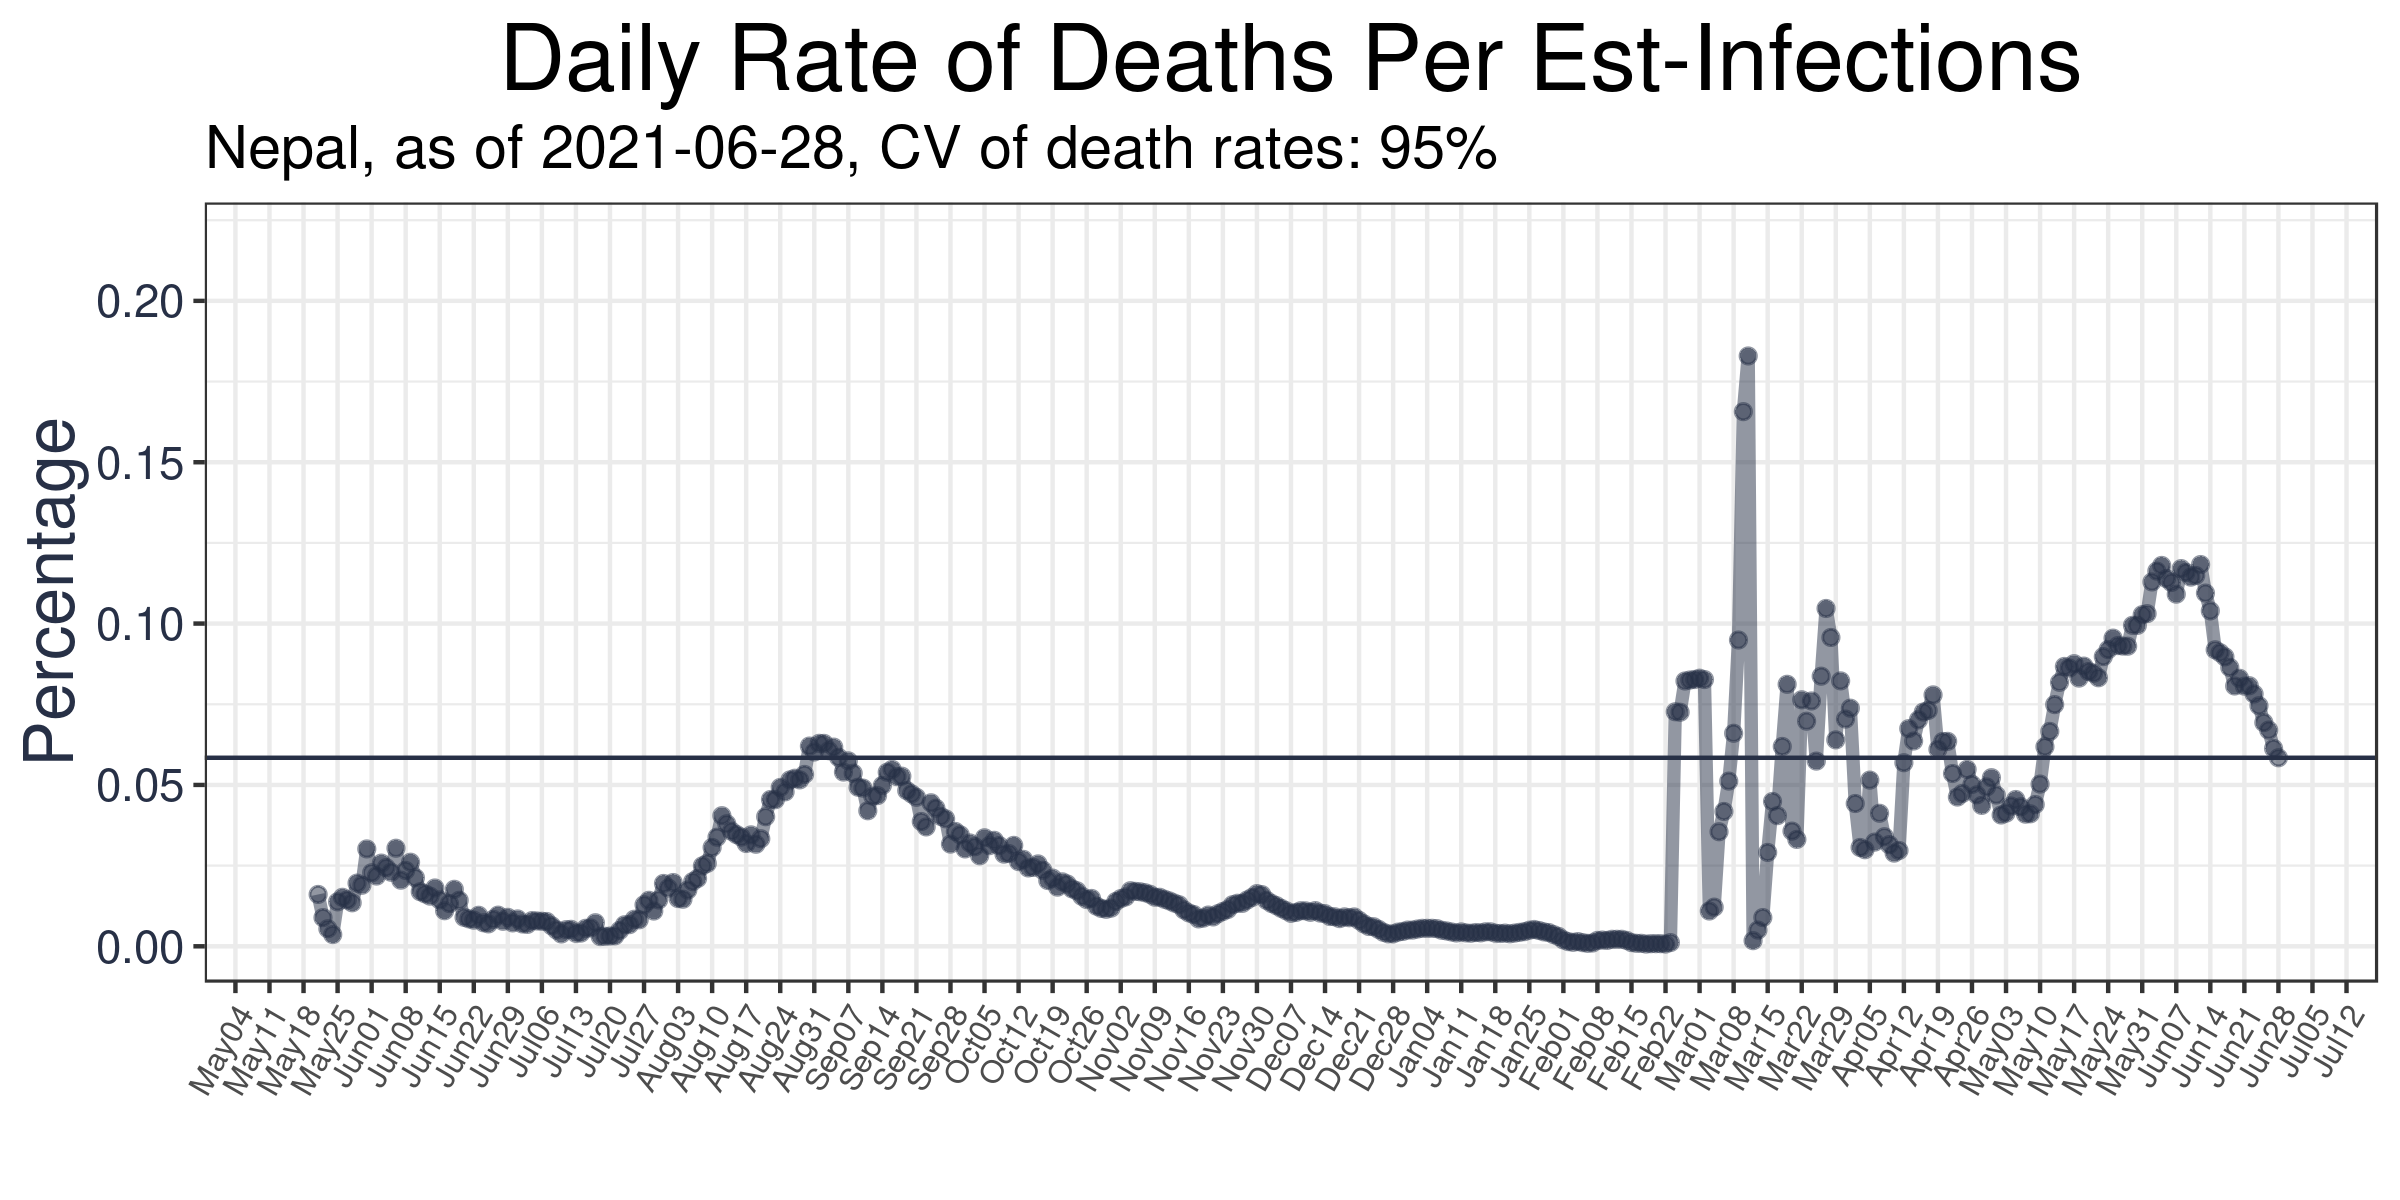 Daily Rate of Deaths Per Est-Infections
Nepal, as of 2021-06-28, CV of death rates: 95%
Percentage
0.20
0.15
0.10
0.05
0.00
May04
May11
May18
May25
Jun01
Jun08
Jun15
Jun22
Jun29
Jul06
Jul13
Jul20
Jul27
Aug03
Aug10
Aug17
Aug24
Aug31
Sep07
Sep14
Sep21
Sep28
Oct05
Oct12
Oct19
Oct26
Nov02
Nov09
Nov16
Nov23
Nov30
Dec07
Dec14
Dec21
Dec28
Jan04
Jan11
Jan18
Jan25
Feb01
Feb08
Feb15
Feb22
Mar01
Mar08
Mar15
Mar22
Mar29
Apr05
Apr12
Apr19
Apr26
May03
May10
May17
May24
May31
Jun07
Jun14
Jun21
Jun28
Jul05
Jul12